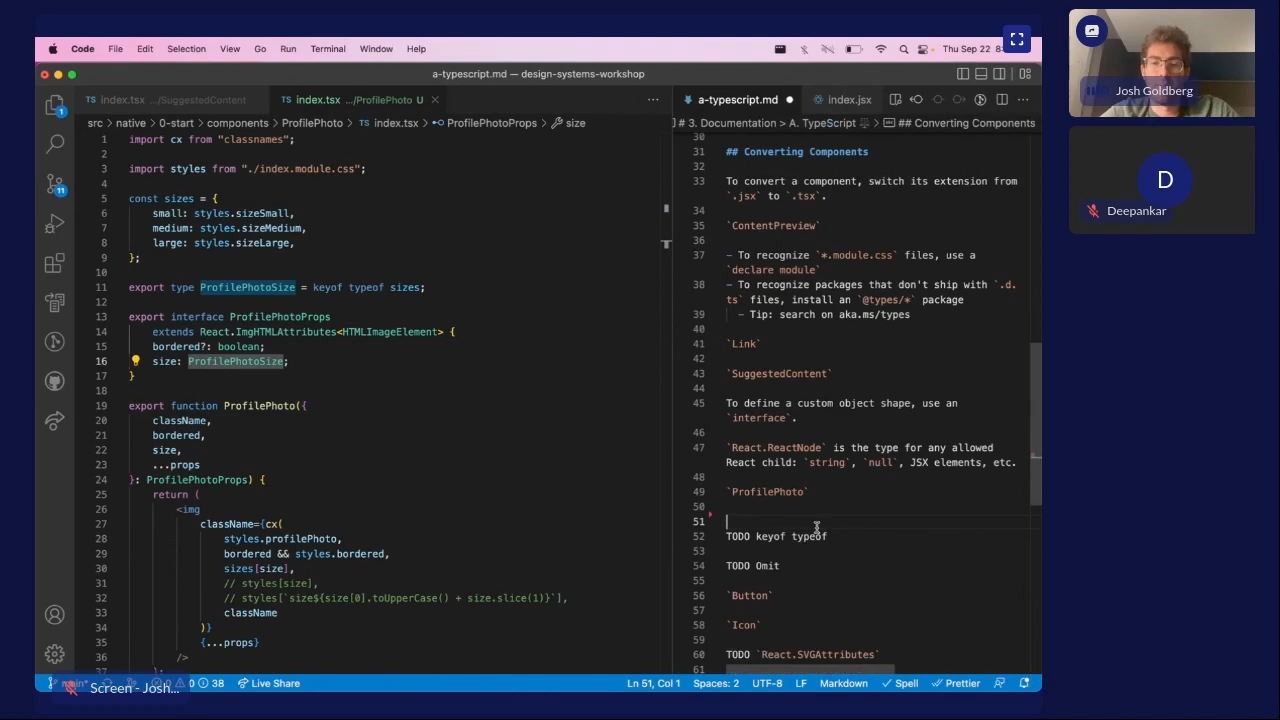 Code File Edit Selection View Go Run Terminal Window Help
Thu Sep 22
a-typescript.md — design-systems-workshop
index.tsx .../SuggestedContent
index.tsx .../ProfilePhoto U
a-typescript.md
index.jsx
src > native > 0-start > components > ProfilePhoto > index.tsx > ProfilePhotoProps > size
# 3. Documentation > A. TypeScript > ## Converting Components
1 import cx from "classnames";
2
3 import styles from "./index.module.css";
4
5 const sizes = {
6 small: styles.sizeSmall,
7 medium: styles.sizeMedium,
8 large: styles.sizeLarge,
9 };
10
11 export type ProfilePhotoSize = keyof typeof sizes;
12
13 export interface ProfilePhotoProps
14 extends React.ImgHTMLAttributes<HTMLImageElement> {
15 bordered?: boolean;
16 size: ProfilePhotoSize;
17 }
18
19 export function ProfilePhoto({
20 className,
21 bordered,
22 size,
23 ...props
24 }: ProfilePhotoProps) {
25 return (
26 <img
27 className={cx(
28 styles.profilePhoto,
29 bordered && styles.bordered,
30 sizes[size],
31 // styles[size],
32 // styles[`size${size[0].toUpperCase() + size.slice(1)}`],
33 className
34 )}
35 {...props}
36 />
37 );
30
31 ## Converting Components
32
33 To convert a component, switch its extension from
`.jsx` to `.tsx`.
34
35 `ContentPreview`
36
37 - To recognize `*.module.css` files, use a
`declare module`
38 - To recognize packages that don't ship with `.d.
ts` files, install an `@types/*` package
39 - Tip: search on aka.ms/types
40
41 `Link`
42
43 `SuggestedContent`
44
45 To define a custom object shape, use an
`interface`.
46
47 `React.ReactNode` is the type for any allowed
React child: `string`, `null`, JSX elements, etc.
48
49 `ProfilePhoto`
50
51
52 TODO keyof typeof
53
54 TODO Omit
55
56 `Button`
57
58 `Icon`
59
60 TODO `React.SVGAttributes`
61
1
11
0 38 Live Share
Ln 51, Col 1 Spaces: 2 UTF-8 LF Markdown Spell Prettier
Screen - Josh...
Josh Goldberg
D
Deepankar